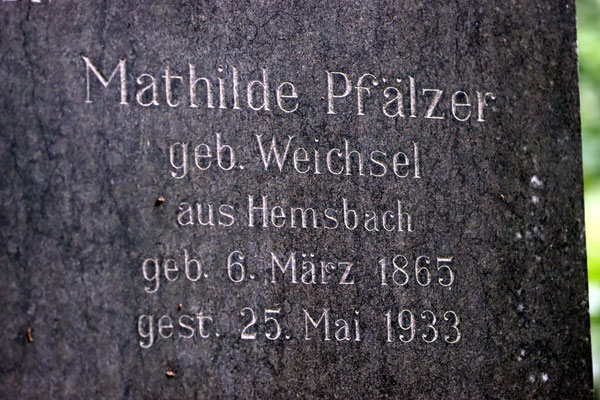 Mathilde Pfälzer
geb. Weichsel
aus Hemsbach
geb. 6. März 1865
gest. 25. Mai 1933